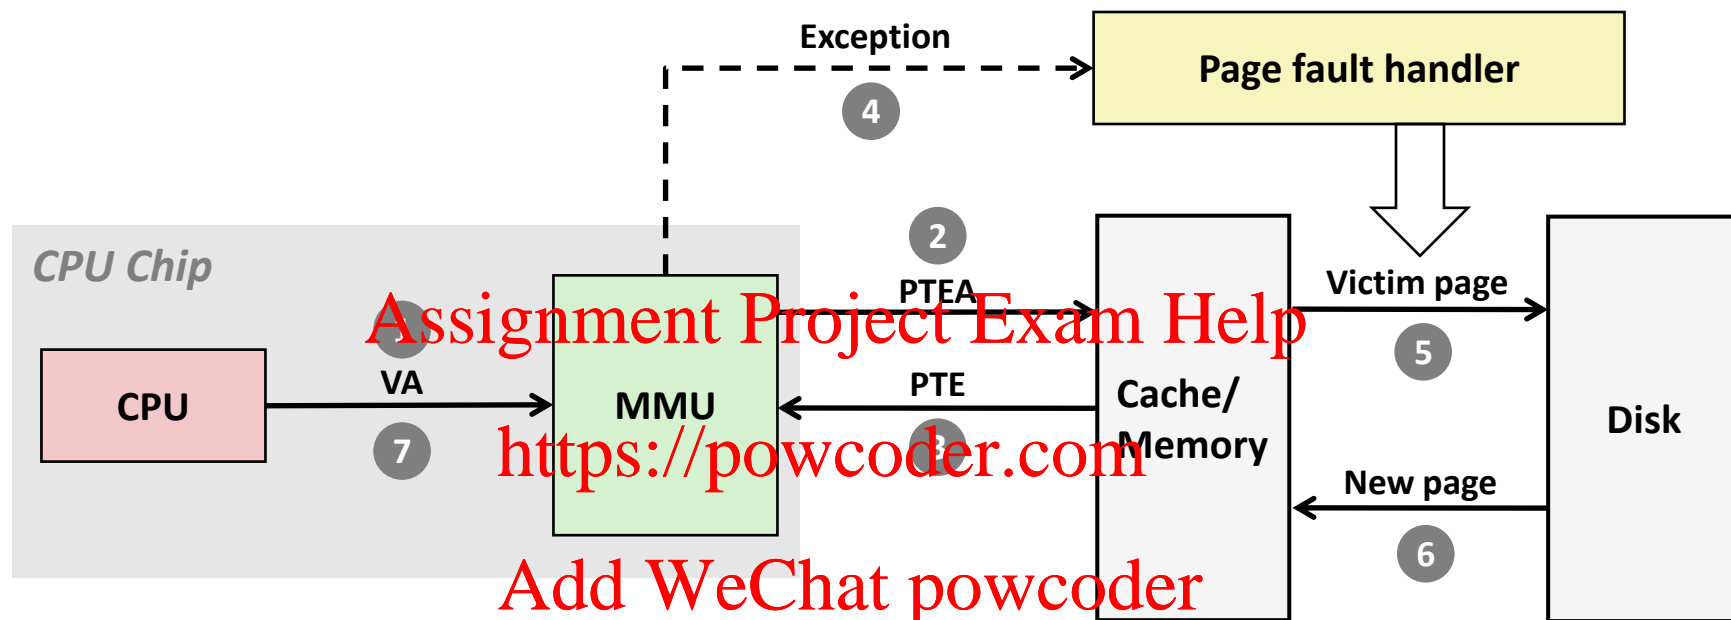 Exception
Page fault handler
4
2
CPU Chip
PTEA
Victim page
Assignment Project Exam Help
5
VA
PTE
CPU
MMU
Cache/
Memory
Disk
7
3
https://powcoder.com
New page
6
Add WeChat powcoder